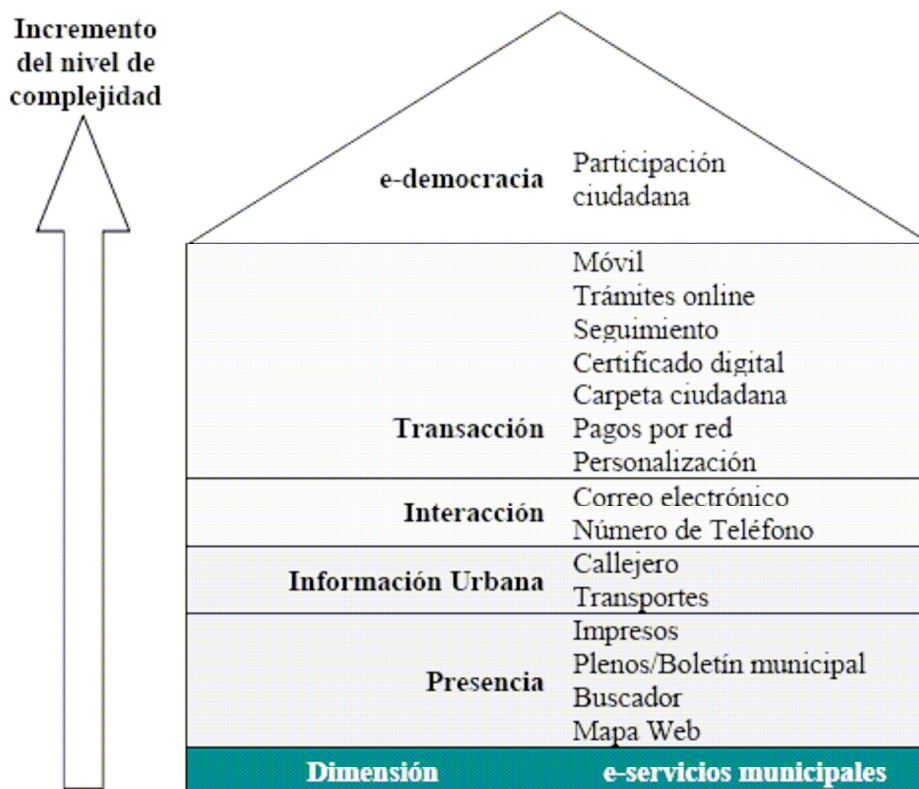 Incremento
del nivel de
complejidad
e-democracia
Participación
ciudadana
Móvil
Trámites online
Seguimiento
Certificado digital
Carpeta ciudadana
Transacción
Pagos por red
Personalización
Interacción
Correo electrónico
Número de Teléfono
Información Urbana
Callejero
Transportes
Presencia
Impresos
Plenos/Boletín municipal
Buscador
Mapa Web
Dimensión
e-servicios municipales